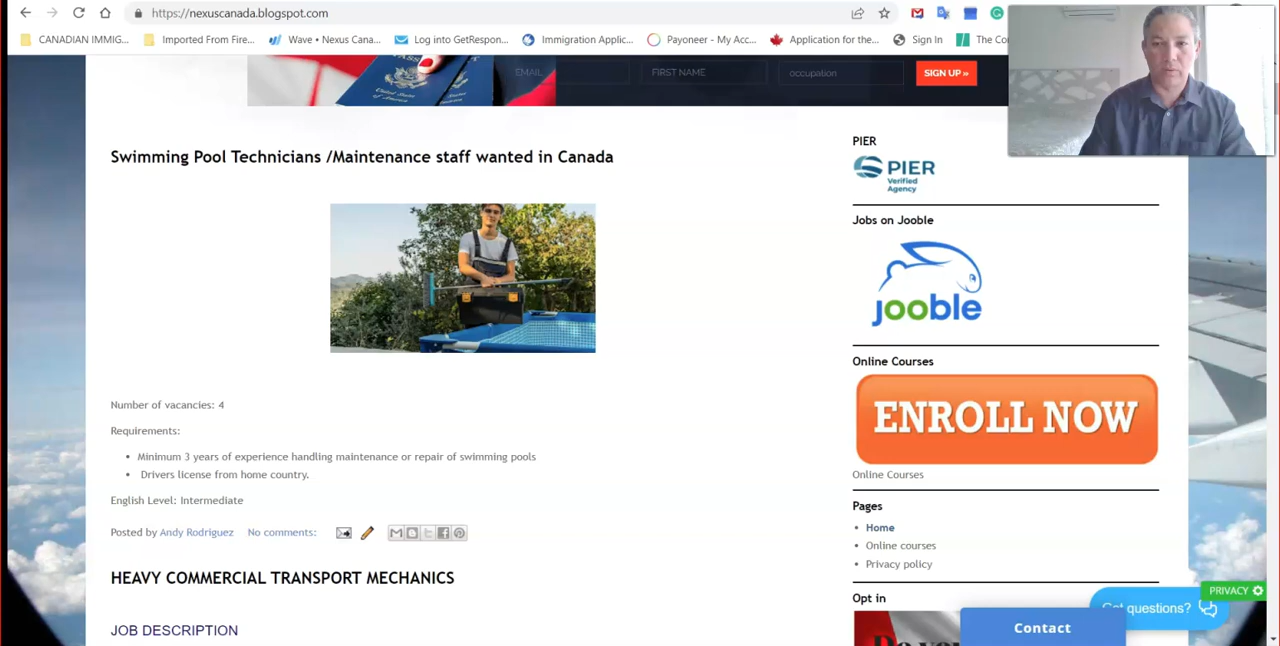 https://nexuscanada.blogspot.com
CANADIAN IMMIG...
Imported From Fire...
Wave • Nexus Cana...
Log into GetRespon...
Immigration Applic...
Payoneer - My Acc...
Application for the...
Sign In
The Co
EMAIL
FIRST NAME
occupation
SIGN UP »
Swimming Pool Technicians /Maintenance staff wanted in Canada
Number of vacancies: 4
Requirements:
• Minimum 3 years of experience handling maintenance or repair of swimming pools
• Drivers license from home country.
English Level: Intermediate
Posted by Andy Rodriguez No comments:
HEAVY COMMERCIAL TRANSPORT MECHANICS
JOB DESCRIPTION
PIER
PIER
Verified
Agency
Jobs on Jooble
jooble
Online Courses
ENROLL NOW
Online Courses
Pages
• Home
• Online courses
• Privacy policy
Opt in
PRIVACY
Got questions?
Contact